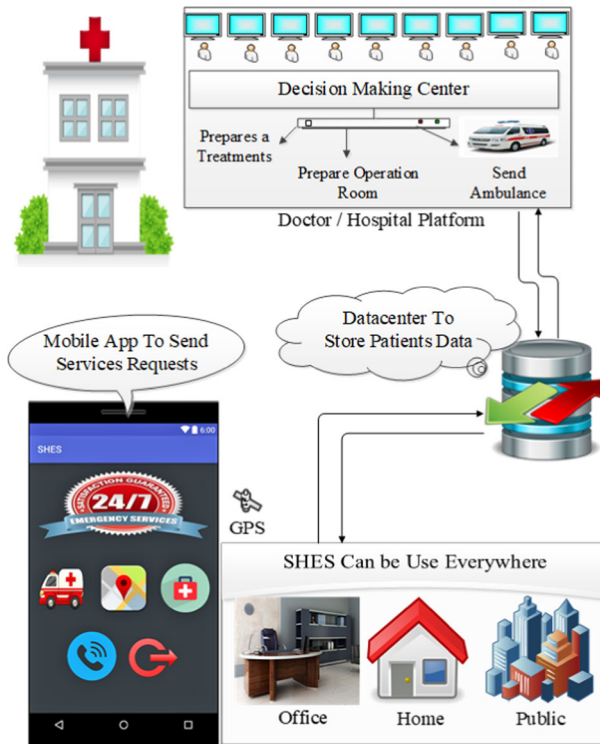 Decision Making Center
Prepares a
Treatments
Prepare Operation
Room
Send
Ambulance
Doctor / Hospital Platform
Datacenter To
Store Patients Data
Mobile App To Send
Services Requests
6:00
SHES
SATISFACTION GUARANTEED
24/7
EMERGENCY SERVICES
GPS
SHES Can be Use Everywhere
Office
Home
Public